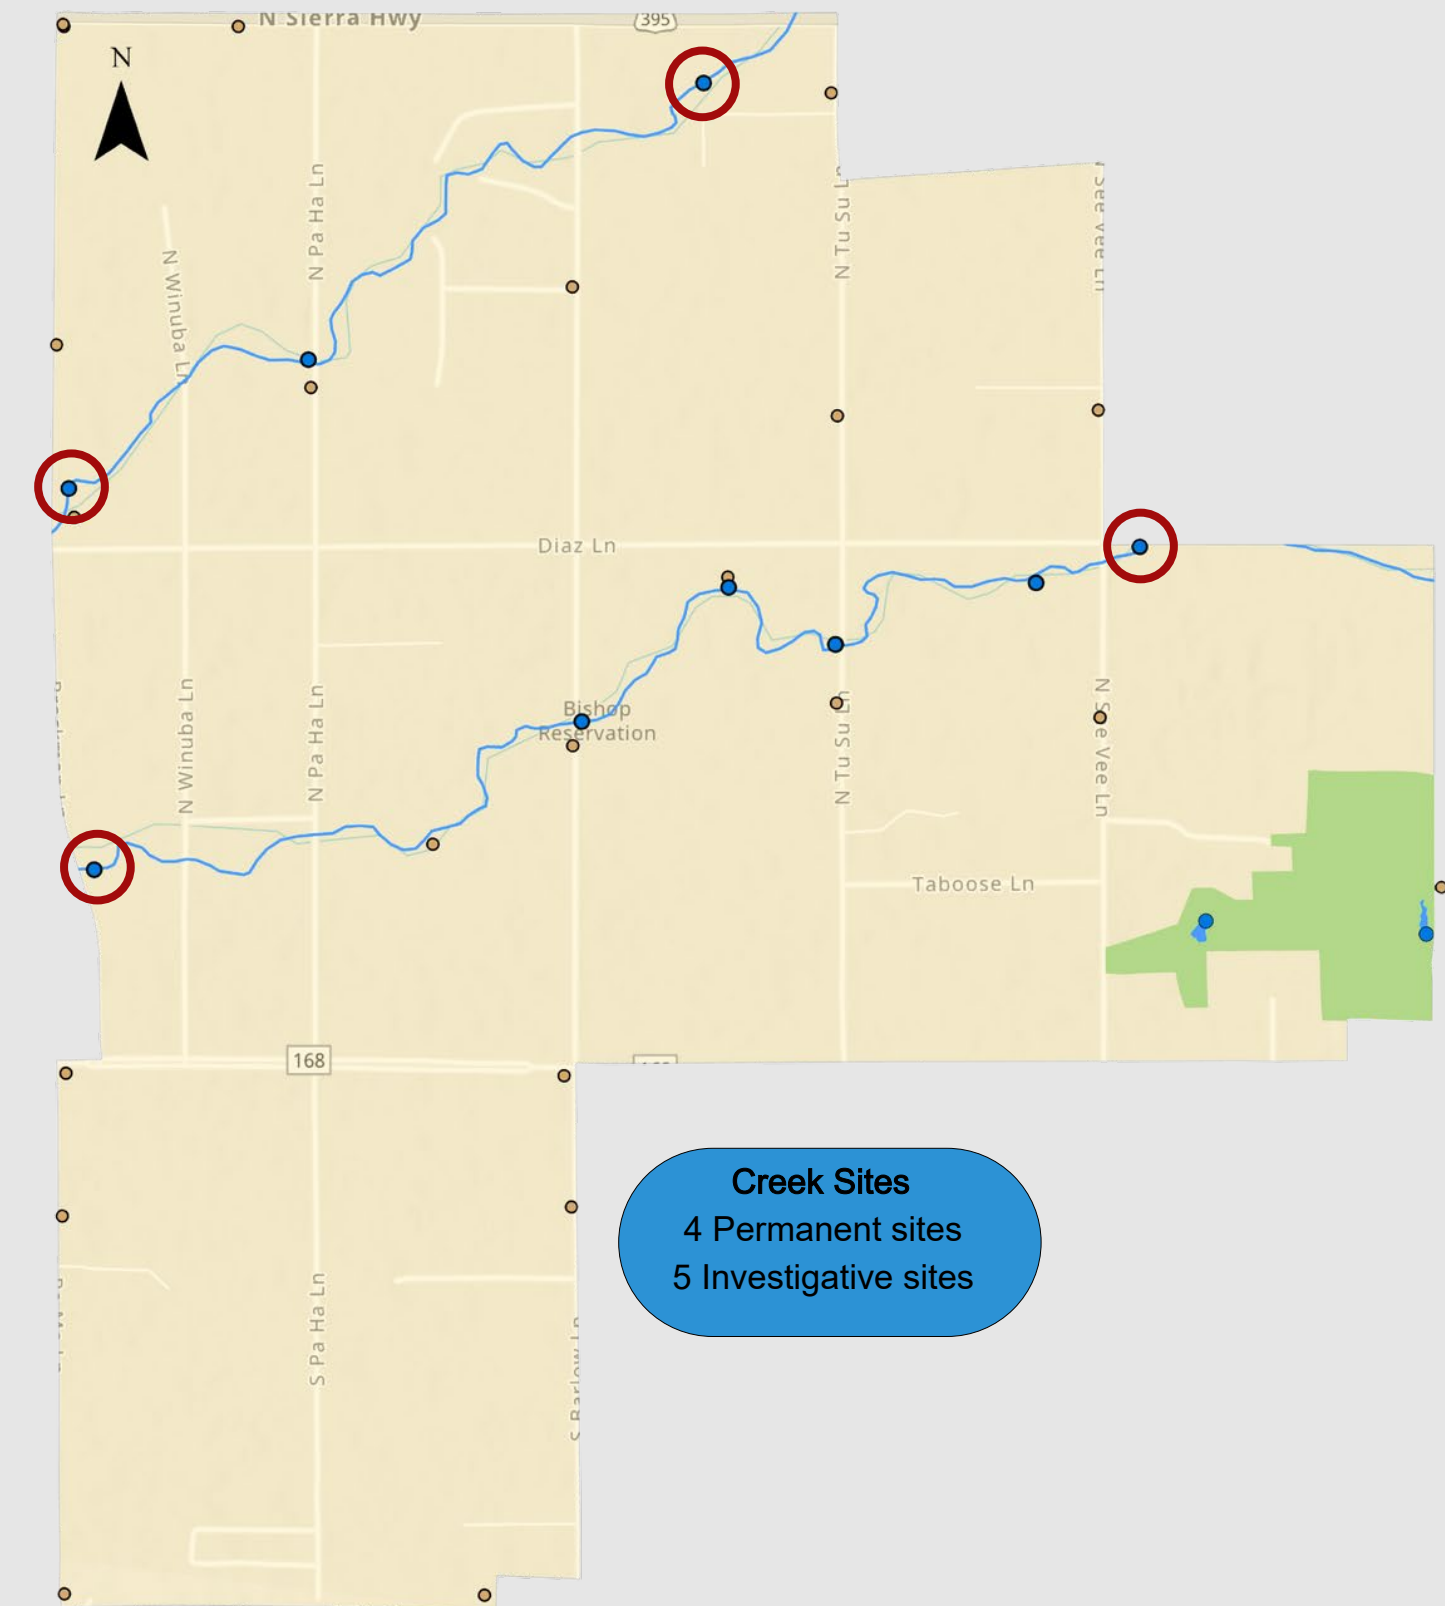 N Sierra Hwy
395
N
N Pa Ha Ln
N Winuba Ln
N Tu Su Ln
N See Vee Ln
Diaz Ln
N Winuba Ln
N Pa Ha Ln
Bishop
Reservation
N Tu Su Ln
N See Vee Ln
Taboose Ln
168
Creek Sites
4 Permanent sites
5 Investigative sites
S Pa Ha Ln
S Barlow Ln